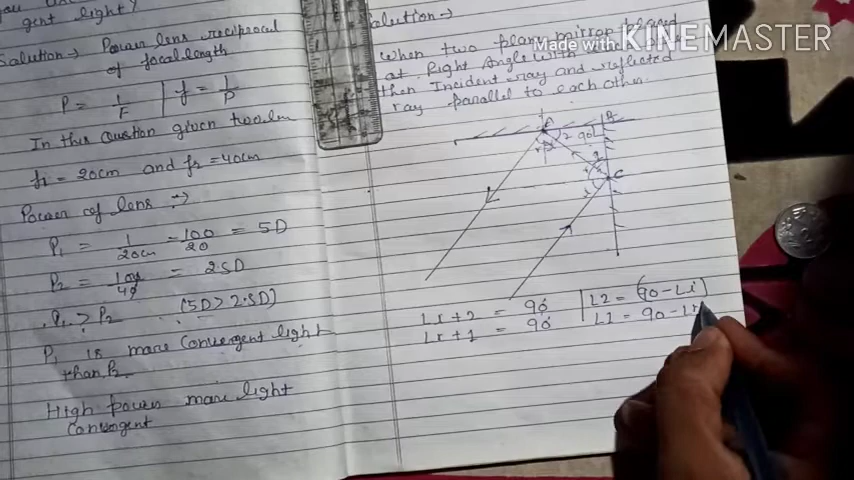 you
gent light?
Solution → Power lens reciprocal
of focal length
P = 1/F | f = 1/P
In this Question given two
f1 = 20cm and f2 = 40cm
Power of lens :→
P1 = 1/20cm = 100/20 = 5D
P2 = 100/40 = 2.5D
P1 > P2 (5D > 2.5D)
P1 is more convergent light
than P2
High power more light
convergent
Solution →
When two plane mirror placed
at Right Angle with
then Incident ray and reflected
ray parallel to each other.
A B
2 90°
C
∠r + 2 = 90°
∠r + 1 = 90°
∠2 = (90 - ∠i)
∠1 = 90 - ∠r
Made with KINEMASTER